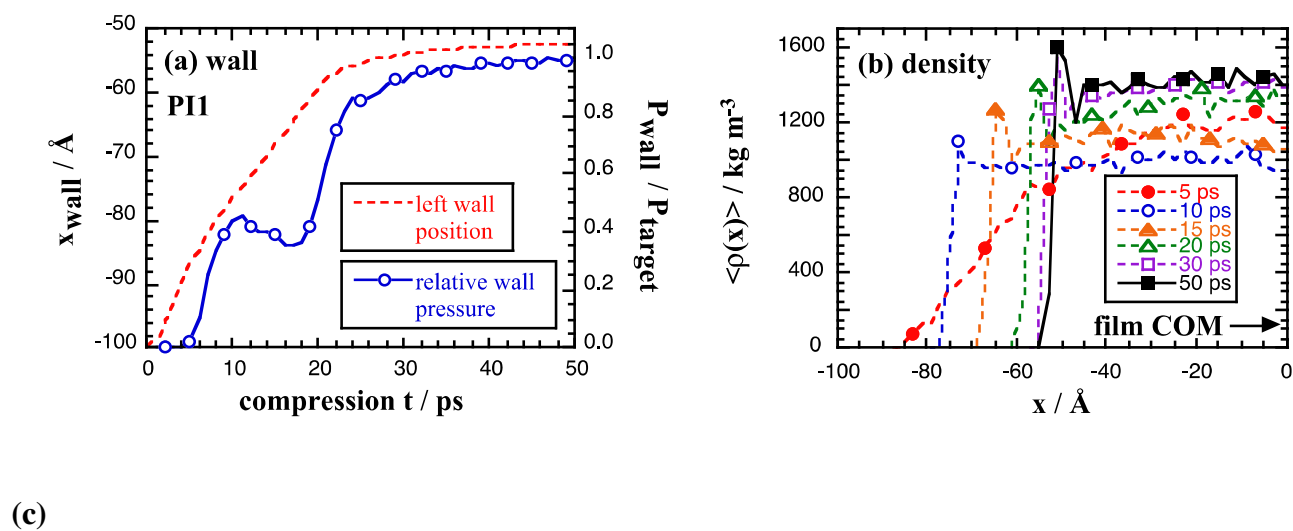 (a) wall
PI1
-50
-60
-70
-80
-90
-100
x_wall / Å
1.0
0.8
0.6
0.4
0.2
0.0
P_wall / P_target
left wall
position
relative wall
pressure
0 10 20 30 40 50
compression t / ps
(b) density
1600
1200
800
400
0
<ρ(x)> / kg m⁻³
5 ps
10 ps
15 ps
20 ps
30 ps
50 ps
film COM →
-100 -80 -60 -40 -20 0
x / Å
(c)